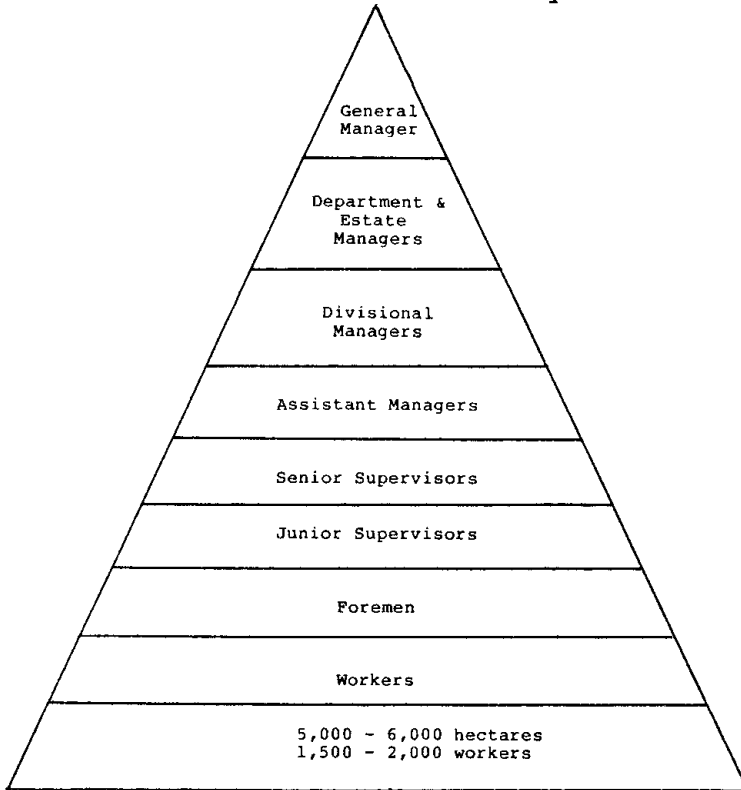 General
Manager
Department &
Estate
Managers
Divisional
Managers
Assistant Managers
Senior Supervisors
Junior Supervisors
Foremen
Workers
5,000 - 6,000 hectares
1,500 - 2,000 workers